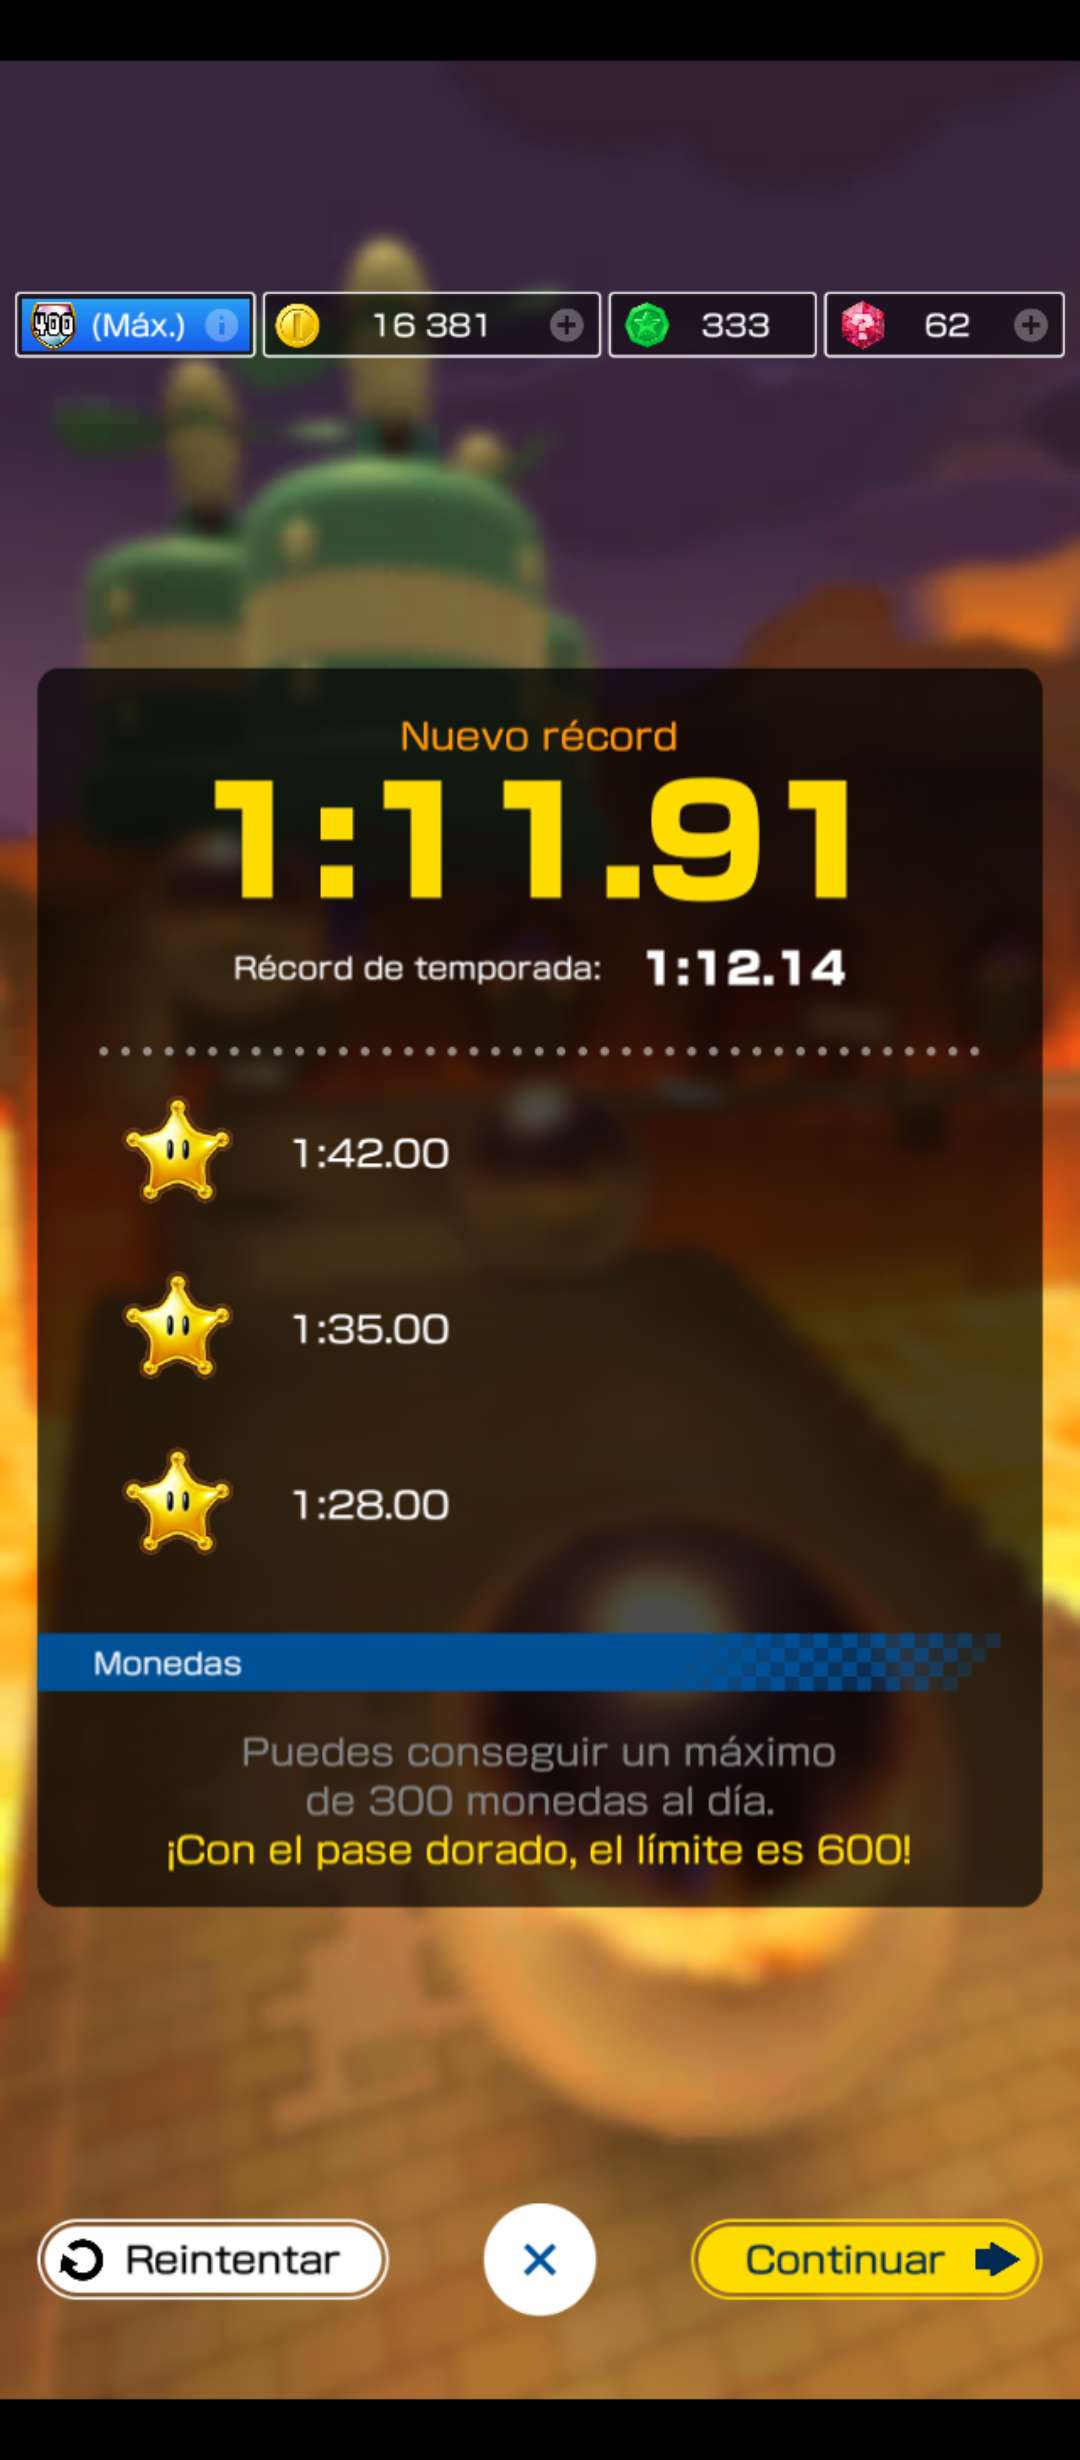 400 (Máx.) i 16 381 + 333 ? 62 +
Nuevo récord
1:11.91
Récord de temporada: 1:12.14
1:42.00
1:35.00
1:28.00
Monedas
Puedes conseguir un máximo
de 300 monedas al día.
¡Con el pase dorado, el límite es 600!
Reintentar × Continuar